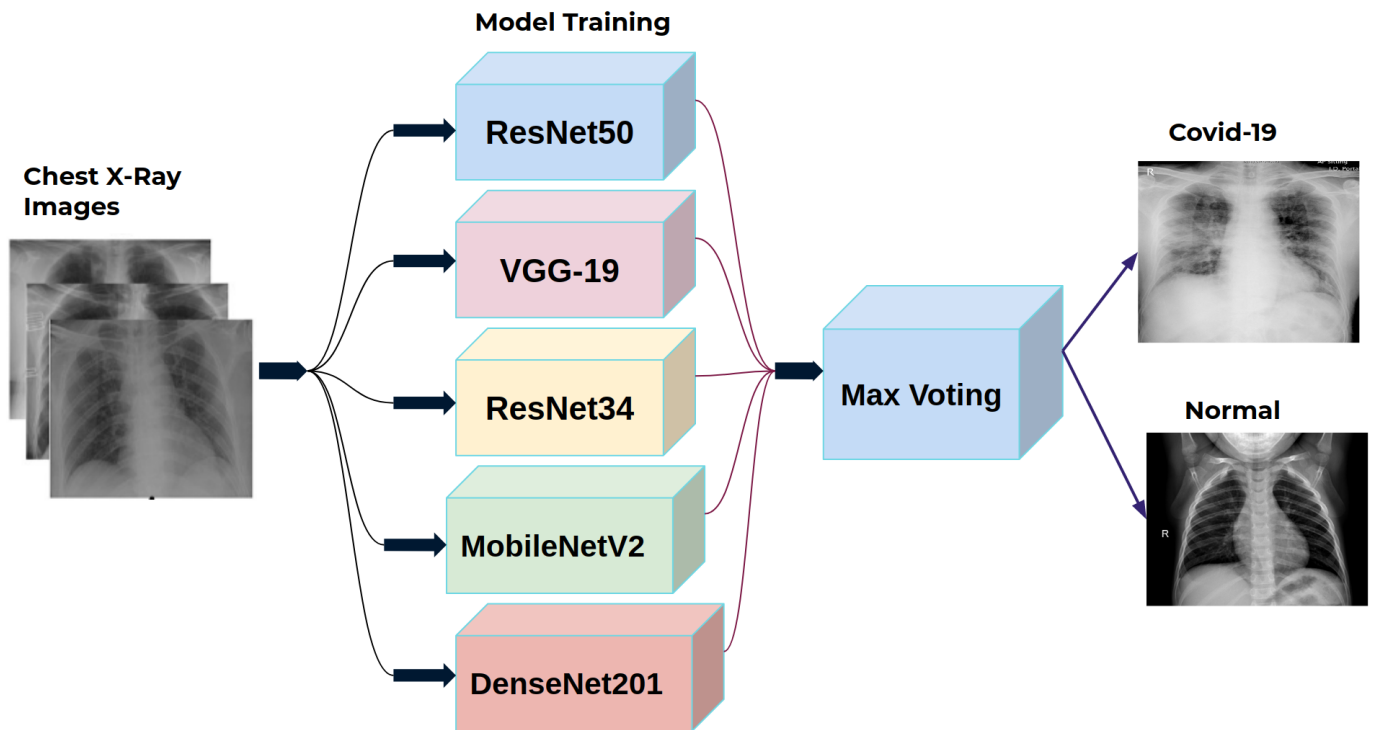 Model Training
Chest X-Ray
Images
ResNet50
VGG-19
ResNet34
MobileNetV2
DenseNet201
Max Voting
Covid-19
R
Normal
R